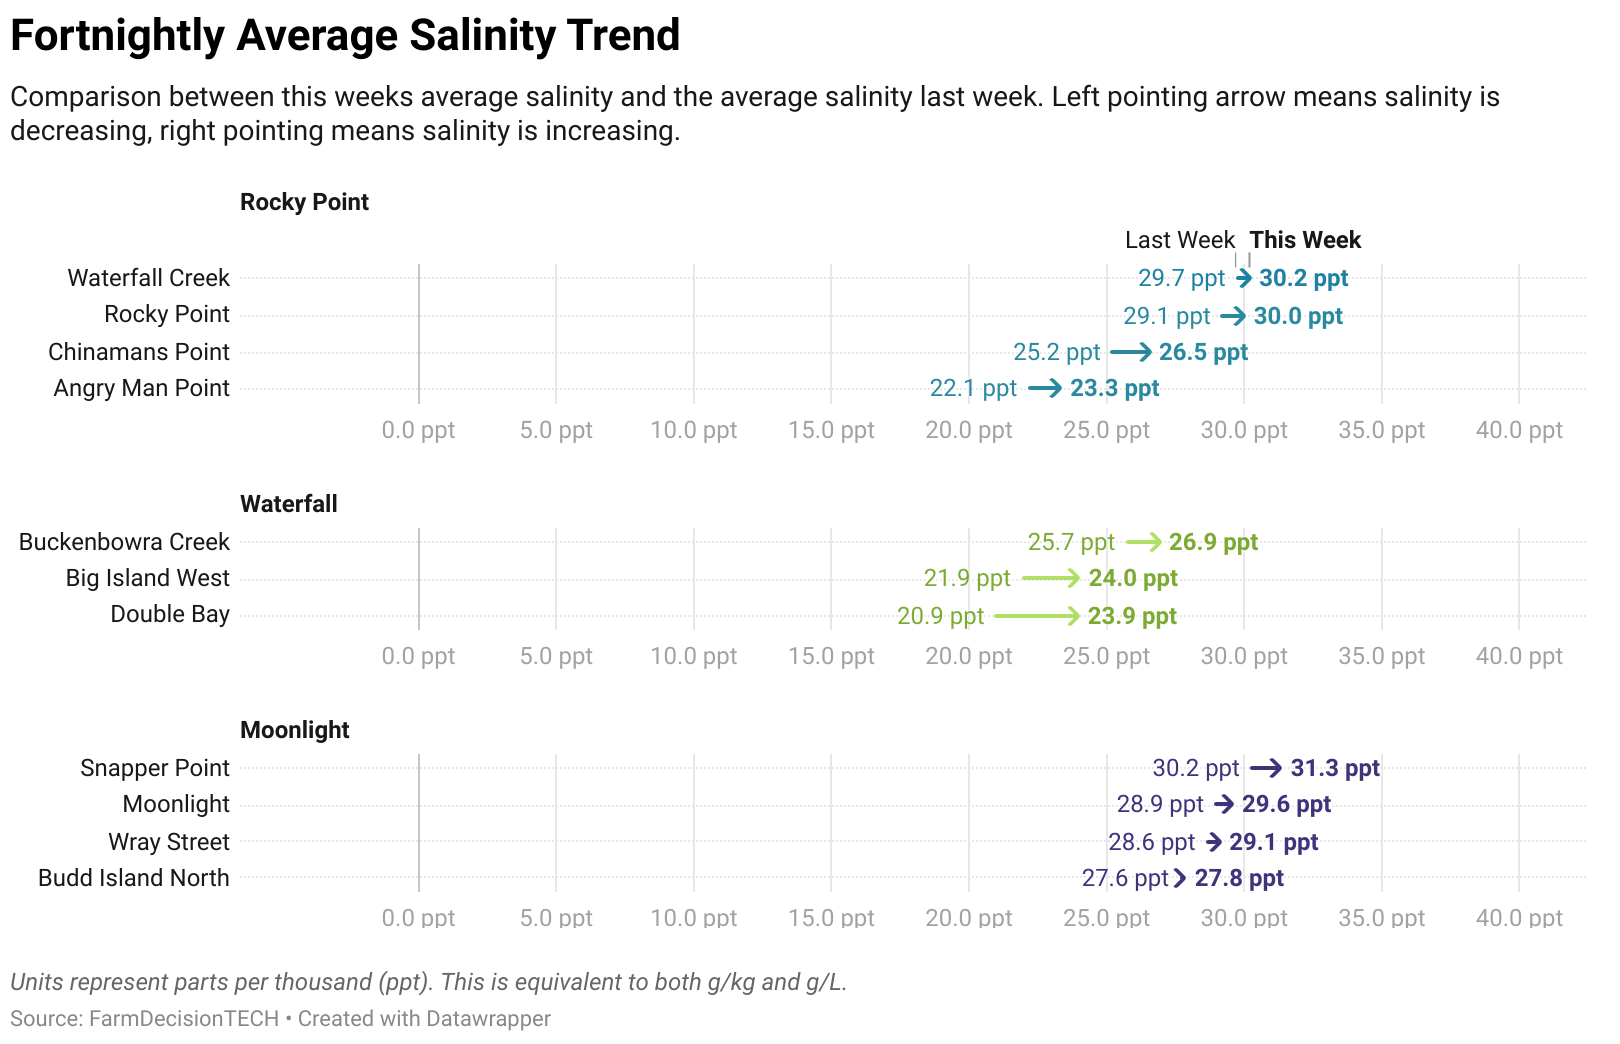 Fortnightly Average Salinity Trend
Comparison between this weeks average salinity and the average salinity last week. Left pointing arrow means salinity is
decreasing, right pointing means salinity is increasing.
Rocky Point
Last Week This Week
Waterfall Creek 29.7 ppt 30.2 ppt
Rocky Point 29.1 ppt 30.0 ppt
Chinamans Point 25.2 ppt 26.5 ppt
Angry Man Point 22.1 ppt 23.3 ppt
0.0 ppt 5.0 ppt 10.0 ppt 15.0 ppt 20.0 ppt 25.0 ppt 30.0 ppt 35.0 ppt 40.0 ppt
Waterfall
Buckenbowra Creek 25.7 ppt 26.9 ppt
Big Island West 21.9 ppt 24.0 ppt
Double Bay 20.9 ppt 23.9 ppt
0.0 ppt 5.0 ppt 10.0 ppt 15.0 ppt 20.0 ppt 25.0 ppt 30.0 ppt 35.0 ppt 40.0 ppt
Moonlight
Snapper Point 30.2 ppt 31.3 ppt
Moonlight 28.9 ppt 29.6 ppt
Wray Street 28.6 ppt 29.1 ppt
Budd Island North 27.6 ppt 27.8 ppt
0.0 ppt 5.0 ppt 10.0 ppt 15.0 ppt 20.0 ppt 25.0 ppt 30.0 ppt 35.0 ppt 40.0 ppt
Units represent parts per thousand (ppt). This is equivalent to both g/kg and g/L.
Source: FarmDecisionTECH • Created with Datawrapper